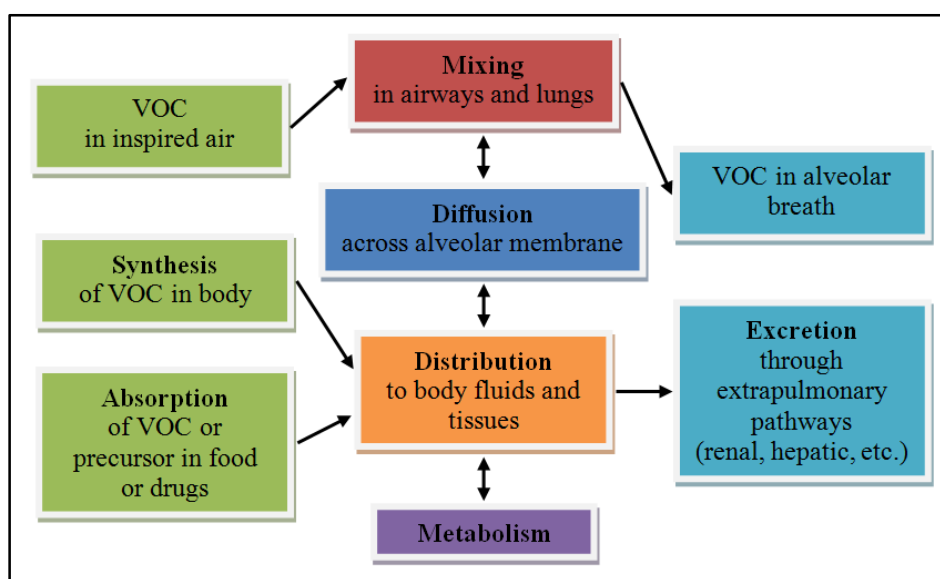 VOC
in inspired air
Mixing
in airways and lungs
VOC in alveolar
breath
Diffusion
across alveolar membrane
Synthesis
of VOC in body
Absorption
of VOC or
precursor in food
or drugs
Distribution
to body fluids and
tissues
Excretion
through
extrapulmonary
pathways
(renal, hepatic, etc.)
Metabolism